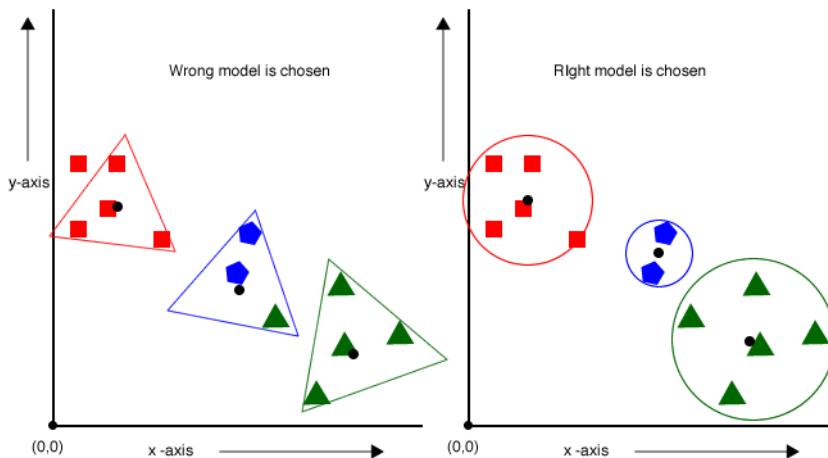 Wrong model is chosen
RIght model is chosen
y-axis
y-axis
(0,0)
x -axis
(0,0)
x -axis